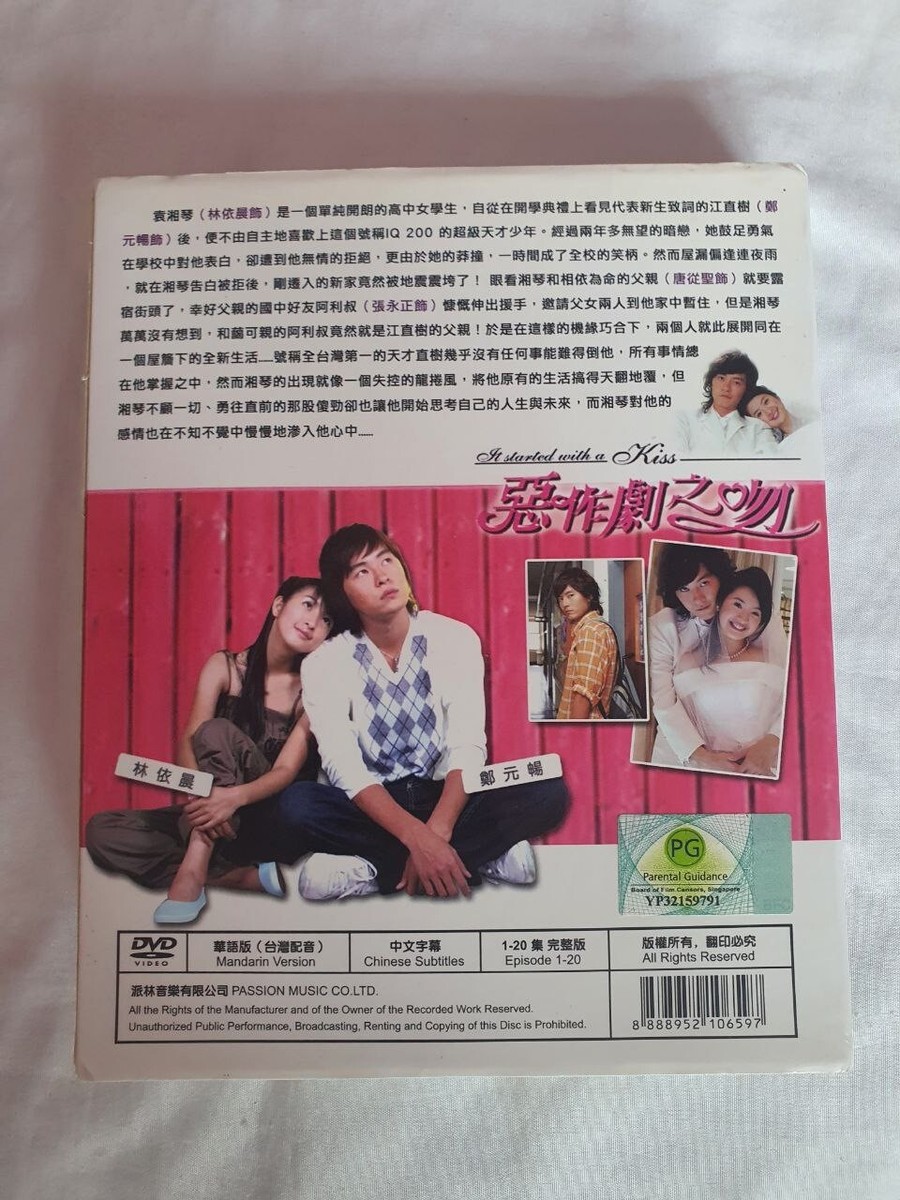 袁湘琴（林依晨飾）是一個單純開朗的高中女學生，自從在開學典禮上看見代表新生致詞的江直樹（鄭
元暢飾）後，便不由自主地喜歡上這個號稱IQ 200 的超級天才少年。經過兩年多無望的暗戀，她鼓足勇氣
在學校中對他表白，卻遭到他無情的拒絕，更由於她的莽撞，一時間成了全校的笑柄。然而屋漏偏逢連夜雨
，就在湘琴告白被拒後，剛遷入的新家竟然被地震震垮了！ 眼看湘琴和相依為命的父親（唐從聖飾）就要露
宿街頭了，幸好父親的國中好友阿利叔（張永正飾）慷慨伸出援手，邀請父女兩人到他家中暫住，但是湘琴
萬萬沒有想到，和藹可親的阿利叔竟然就是江直樹的父親！於是在這樣的機緣巧合下，兩個人就此展開同在
一個屋簷下的全新生活......號稱全台灣第一的天才直樹幾乎沒有任何事能難得倒他，所有事情總
在他掌握之中，然而湘琴的出現就像一個失控的龍捲風，將他原有的生活搞得天翻地覆，但
湘琴不顧一切、勇往直前的那股傻勁卻也讓他開始思考自己的人生與未來，而湘琴對他的
感情也在不知不覺中慢慢地滲入他心中......
It started with a Kiss
惡作劇之吻
林依晨
鄭元暢
PG
Parental Guidance
Board of Film Censors, Singapore
YP32159791
DVD
VIDEO
華語版（台灣配音）
Mandarin Version
中文字幕
Chinese Subtitles
1-20 集 完整版
Episode 1-20
版權所有，翻印必究
All Rights Reserved
派林音樂有限公司 PASSION MUSIC CO.LTD.
All the Rights of the Manufacturer and of the Owner of the Recorded Work Reserved.
Unauthorized Public Performance, Broadcasting, Renting and Copying of this Disc is Prohibited.
8 888952 106597